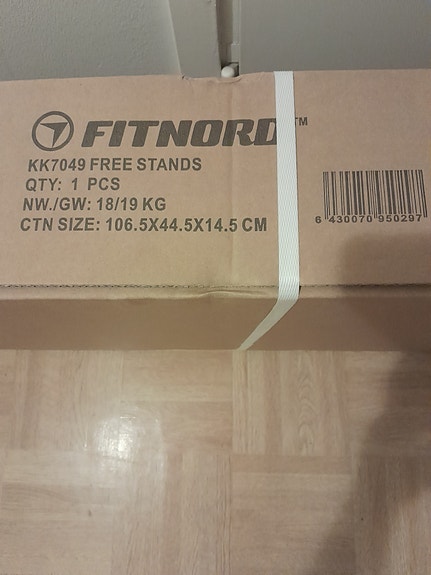 FITNORD™
KK7049 FREE STANDS
QTY: 1 PCS
NW./GW: 18/19 KG
CTN SIZE: 106.5X44.5X14.5 CM
6 430070 950297